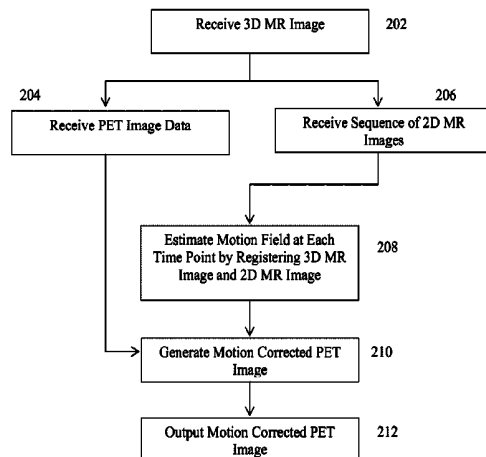 Receive 3D MR Image
202
204
206
Receive PET Image Data
Receive Sequence of 2D MR
Images
Estimate Motion Field at Each
Time Point by Registering 3D MR
Image and 2D MR Image
208
Generate Motion Corrected PET
Image
210
Output Motion Corrected PET
Image
212